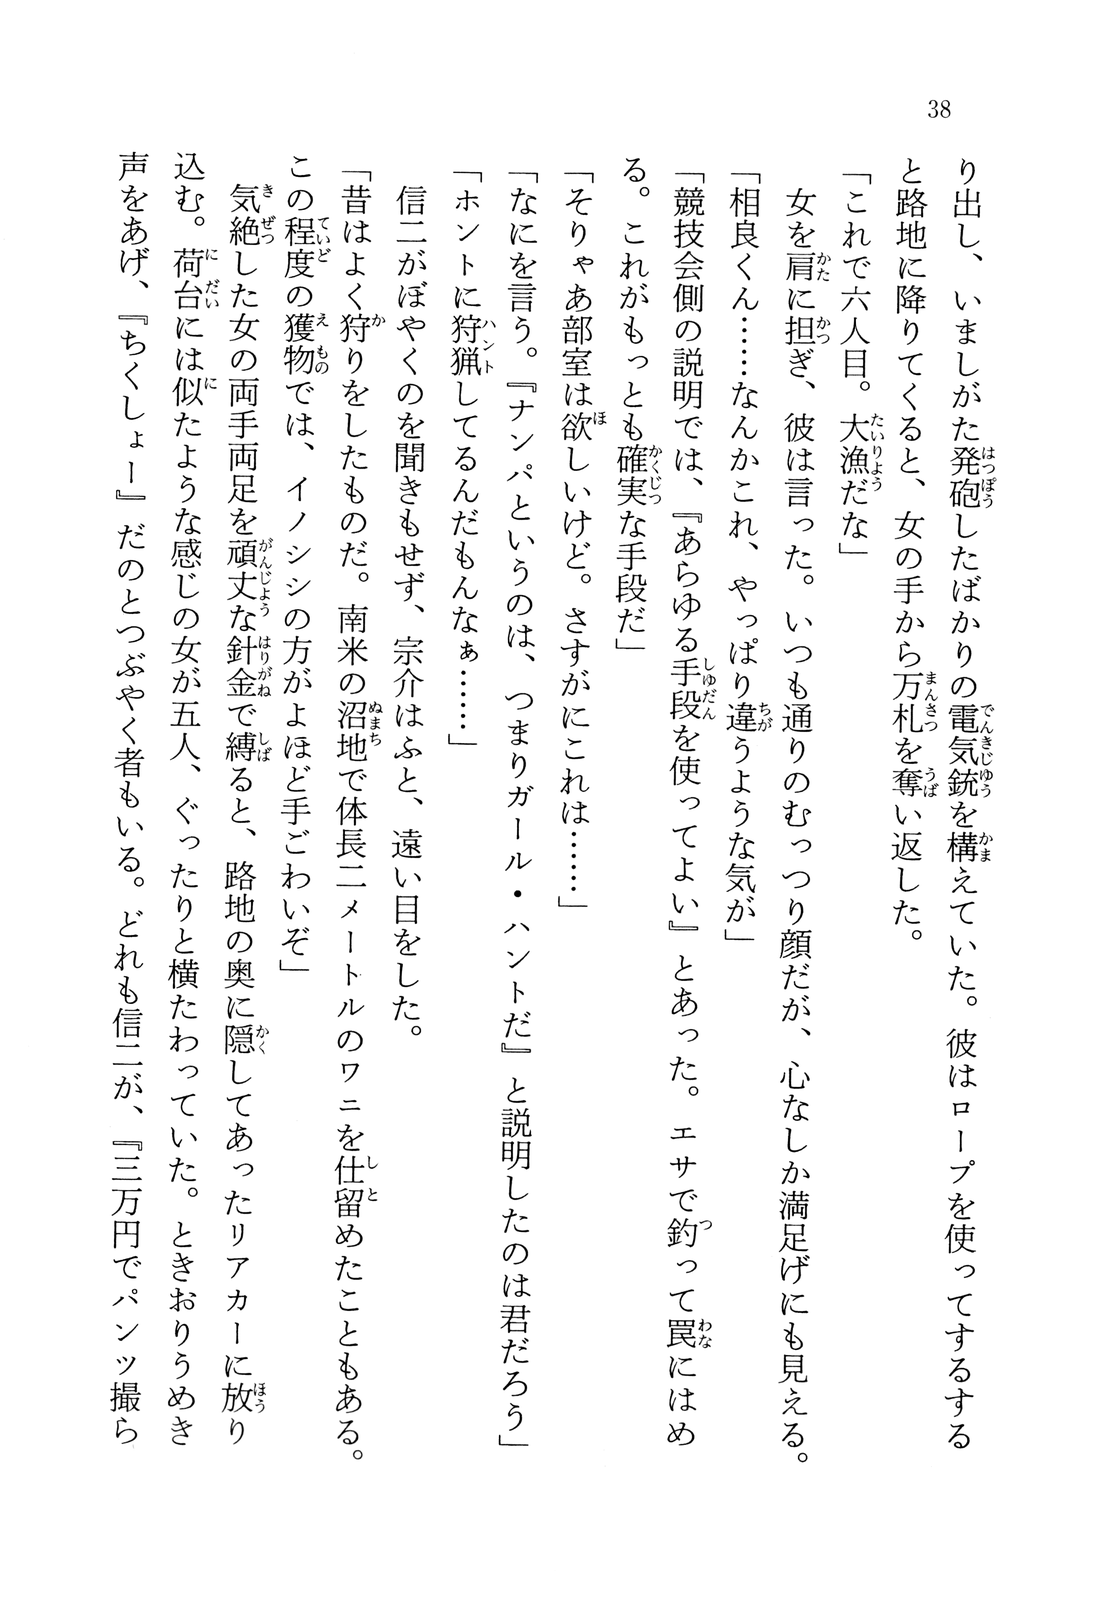 38
り出し、いましがた発砲したばかりの電気銃を構えていた。彼はロープを使ってするする
と路地に降りてくると、女の手から万札を奪い返した。
「これで六人目。大漁だな」
　女を肩に担ぎ、彼は言った。いつも通りのむっつり顔だが、心なしか満足げにも見える。
「相良くん……なんかこれ、やっぱり違うような気が」
「競技会側の説明では、『あらゆる手段を使ってよい』とあった。エサで釣って罠にはめ
る。これがもっとも確実な手段だ」
「そりゃあ部室は欲しいけど。さすがにこれは……」
「なにを言う。『ナンパというのは、つまりガール・ハントだ』と説明したのは君だろう」
「ホントに狩猟してるんだもんなぁ……」
　信二がぼやくのを聞きもせず、宗介はふと、遠い目をした。
「昔はよく狩りをしたものだ。南米の沼地で体長二メートルのワニを仕留めたこともある。
この程度の獲物では、イノシシの方がよほど手ごわいぞ」
　気絶した女の両手両足を頑丈な針金で縛ると、路地の奥に隠してあったリアカーに放り
込む。荷台には似たような感じの女が五人、ぐったりと横たわっていた。ときおりうめき
声をあげ、『ちくしょー』だのとつぶやく者もいる。どれも信二が、『三万円でパンツ撮ら